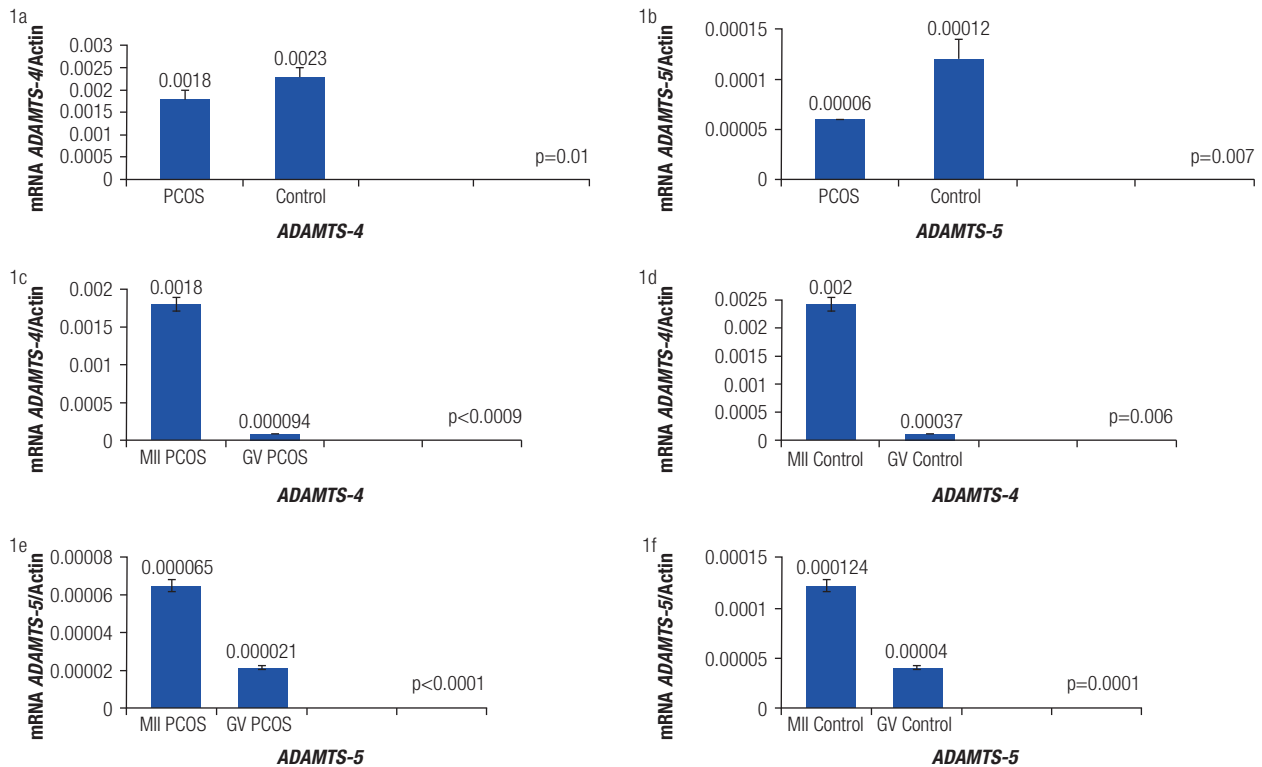 1a
mRNA ADAMTS-4/Actin
0.003
0.0025
0.002
0.0015
0.001
0.0005
0
0.0018
0.0023
p=0.01
PCOS
Control
ADAMTS-4
1b
mRNA ADAMTS-5/Actin
0.00015
0.0001
0.00005
0
0.00006
0.00012
p=0.007
PCOS
Control
ADAMTS-5
1c
mRNA ADAMTS-4/Actin
0.002
0.0015
0.001
0.0005
0
0.0018
0.000094
p<0.0009
MII PCOS
GV PCOS
ADAMTS-4
1d
mRNA ADAMTS-4/Actin
0.0025
0.002
0.0015
0.001
0.0005
0
0.002
0.00037
p=0.006
MII Control
GV Control
ADAMTS-4
1e
mRNA ADAMTS-5/Actin
0.00008
0.00006
0.00004
0.00002
0
0.000065
0.000021
p<0.0001
MII PCOS
GV PCOS
ADAMTS-5
1f
mRNA ADAMTS-5/Actin
0.00015
0.0001
0.00005
0
0.000124
0.00004
p=0.0001
MII Control
GV Control
ADAMTS-5